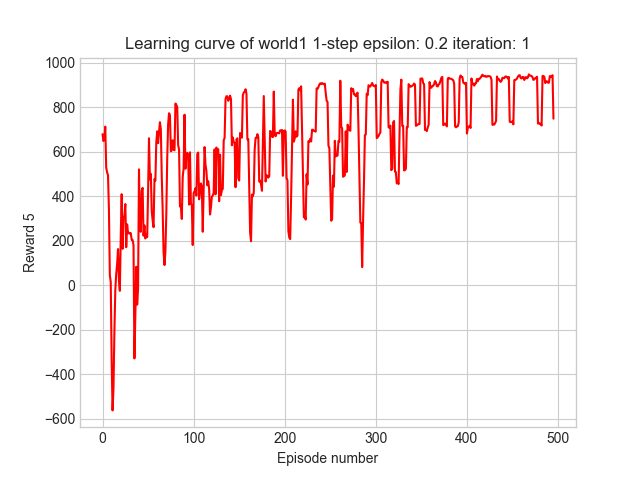 Learning curve of world1 1-step epsilon: 0.2 iteration: 1
1000
800
600
400
200
0
−200
−400
−600
Reward 5
0 100 200 300 400 500
Episode number